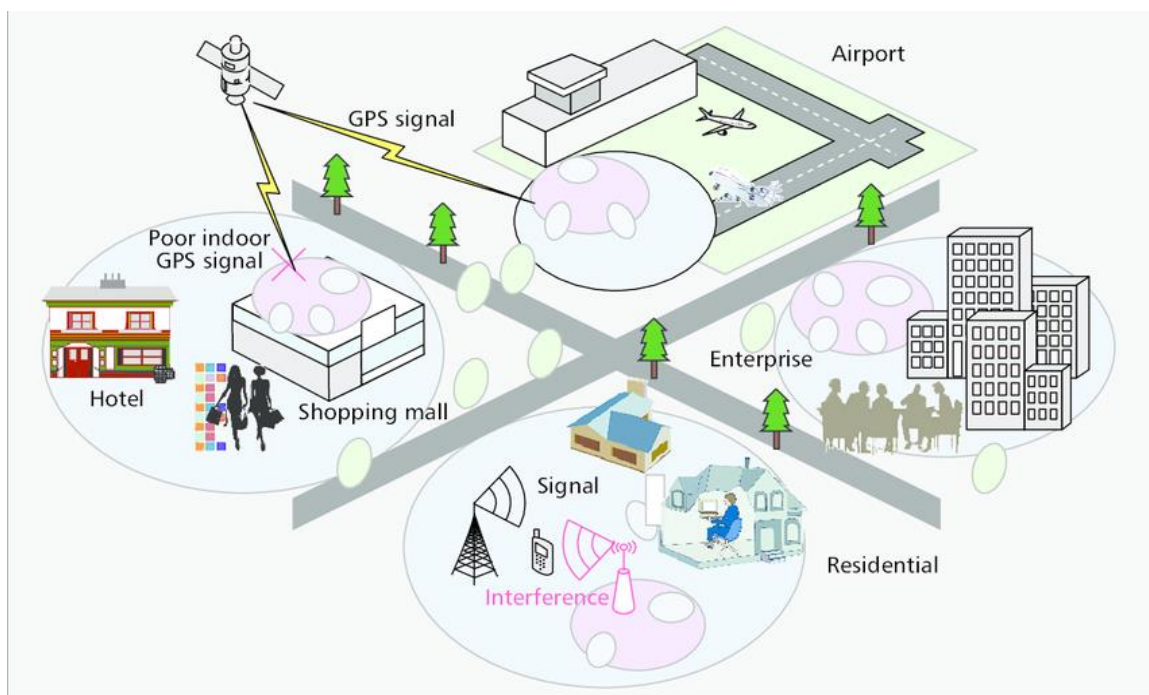 Airport
GPS signal
Poor indoor
GPS signal
Hotel
Shopping mall
Enterprise
Signal
Interference
Residential